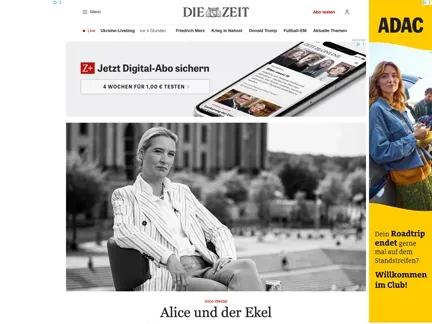 Menü
DIE ZEIT
Abo testen
Live
Ukraine-Liveblog
vor 4 Stunden
Friedrich Merz
Krieg in Nahost
Donald Trump
Fußball-EM
Aktuelle Themen
Z+ Jetzt Digital-Abo sichern
4 WOCHEN FÜR 1,00 € TESTEN
Alice Weidel
Alice und der Ekel
ADAC
Dein Roadtrip
endet gerne
mal auf dem
Standstreifen?
Willkommen
im Club!